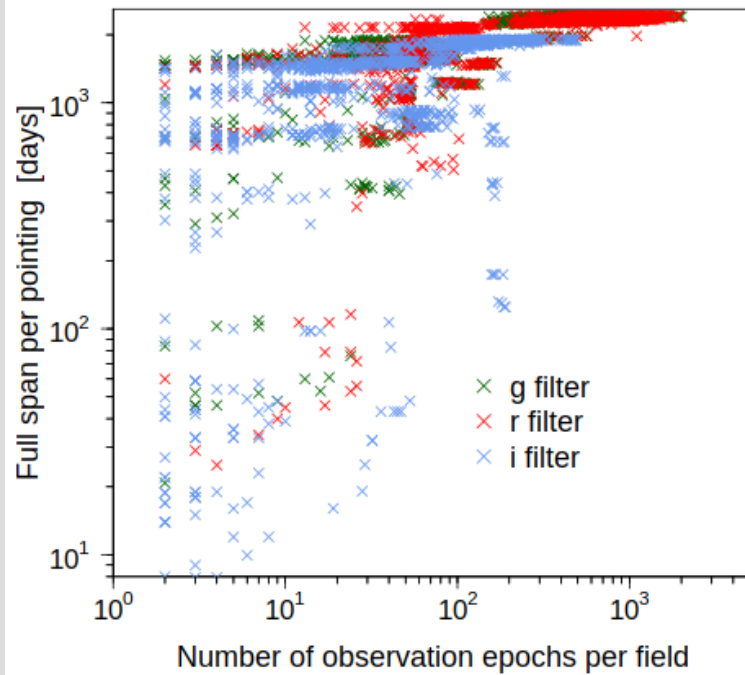 Full span per pointing [days]
10³
10²
10¹
g filter
r filter
i filter
10⁰ 10¹ 10² 10³
Number of observation epochs per field